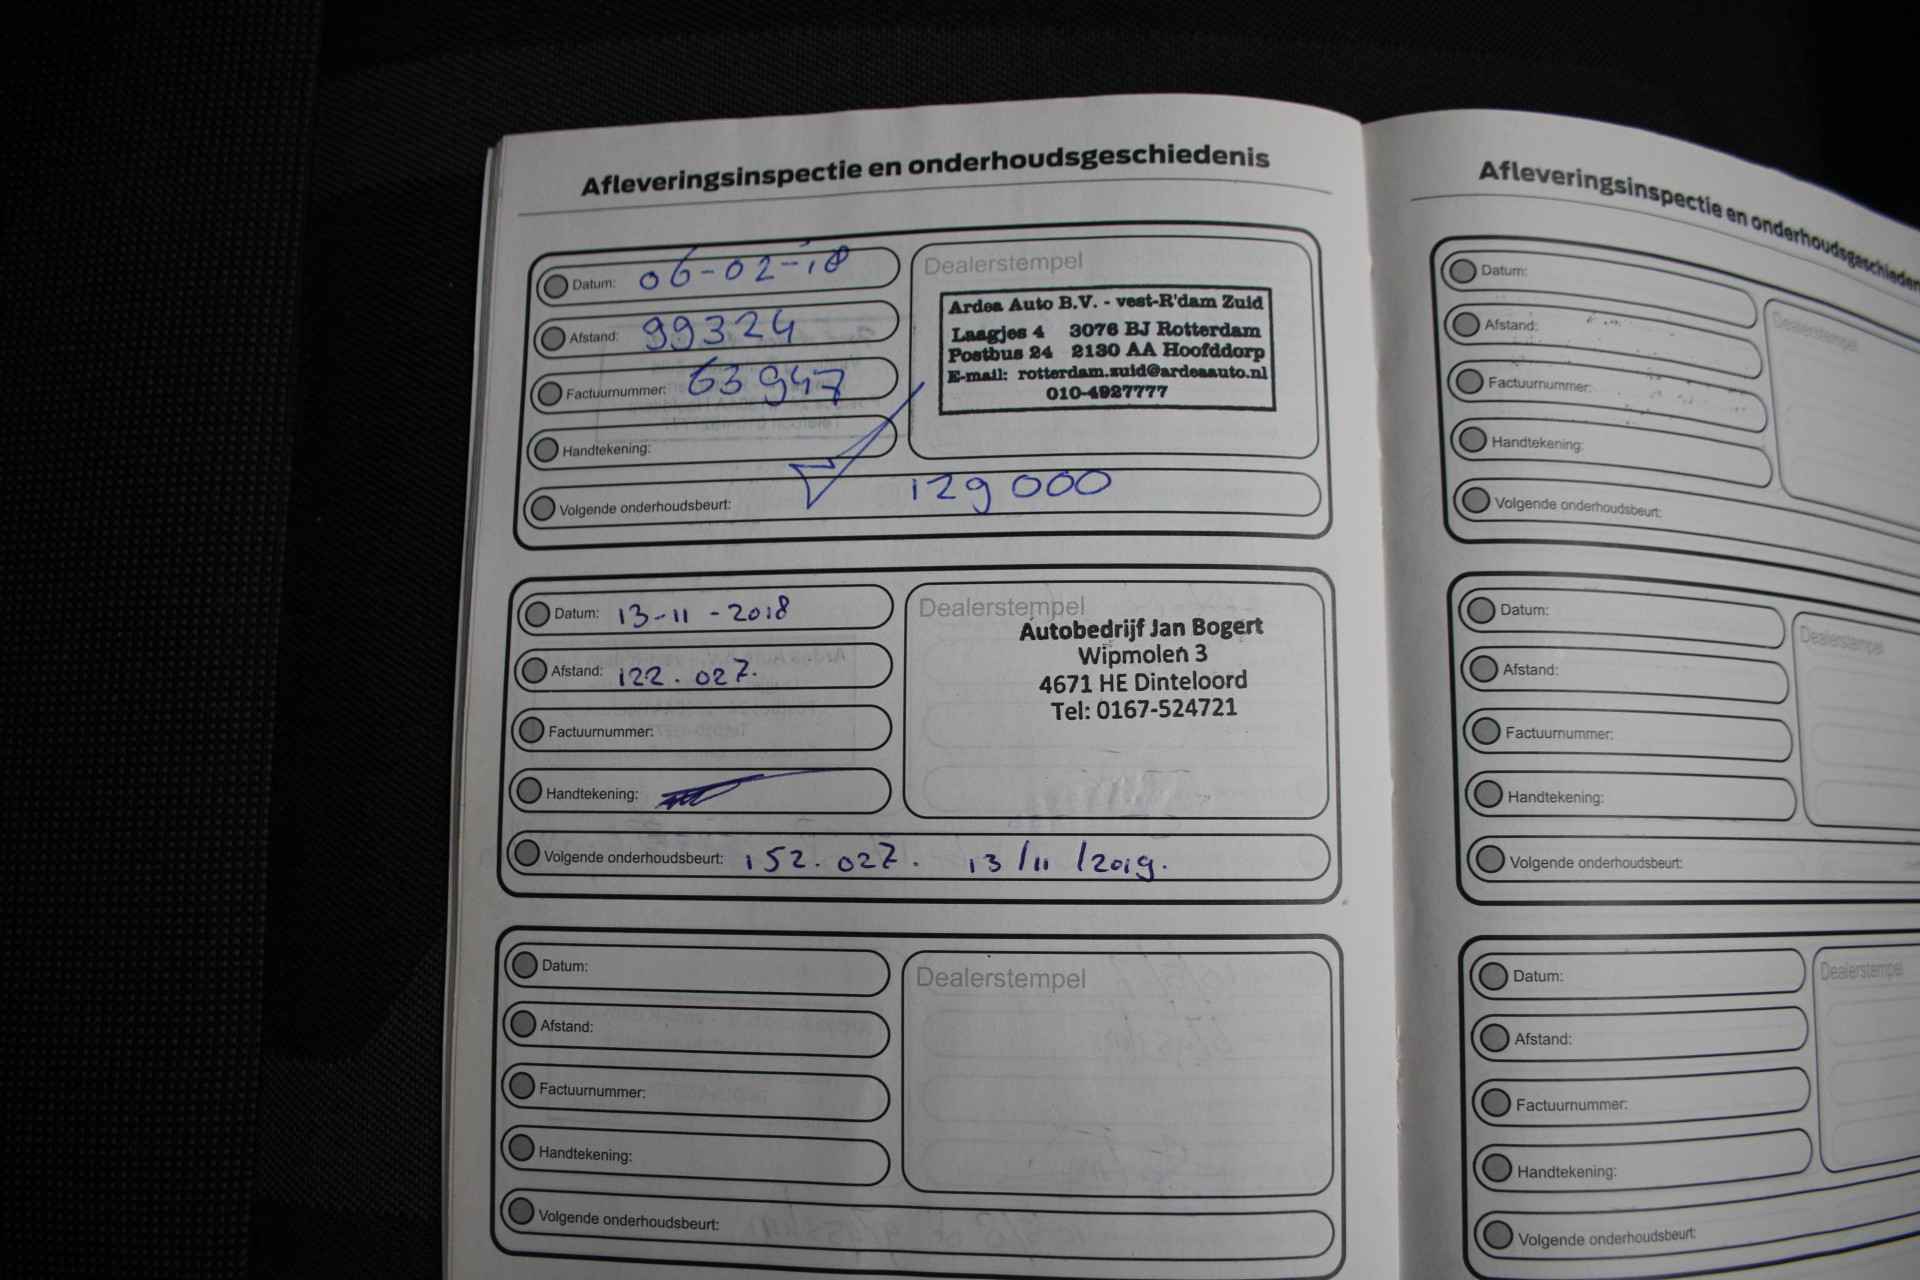 Afleveringsinspectie en onderhoudsgeschiedenis
Datum: 06-02-18
Afstand: 99324
Factuurnummer: 63947
Handtekening:
Volgende onderhoudsbeurt: 129 000
Dealerstempel
Ardea Auto B.V. - vest-R'dam Zuid
Laagjes 4 3076 BJ Rotterdam
Postbus 24 2130 AA Hoofddorp
E-mail: rotterdam.zuid@ardeaauto.nl
010-4927777
Datum: 13-11-2018
Afstand: 122.027.
Factuurnummer:
Handtekening:
Volgende onderhoudsbeurt: 152.027. 13/11/2019.
Dealerstempel
Autobedrijf Jan Bogert
Wipmolen 3
4671 HE Dinteloord
Tel: 0167-524721
Datum:
Afstand:
Factuurnummer:
Handtekening:
Volgende onderhoudsbeurt:
Dealerstempel
Afleveringsinspectie en onderhoudsgeschieden
Datum:
Afstand:
Factuurnummer:
Handtekening:
Volgende onderhoudsbeurt:
Dealerstempel
Datum:
Afstand:
Factuurnummer:
Handtekening:
Volgende onderhoudsbeurt:
Dealerstempel
Datum:
Afstand:
Factuurnummer:
Handtekening:
Volgende onderhoudsbeurt:
Dealerstempel